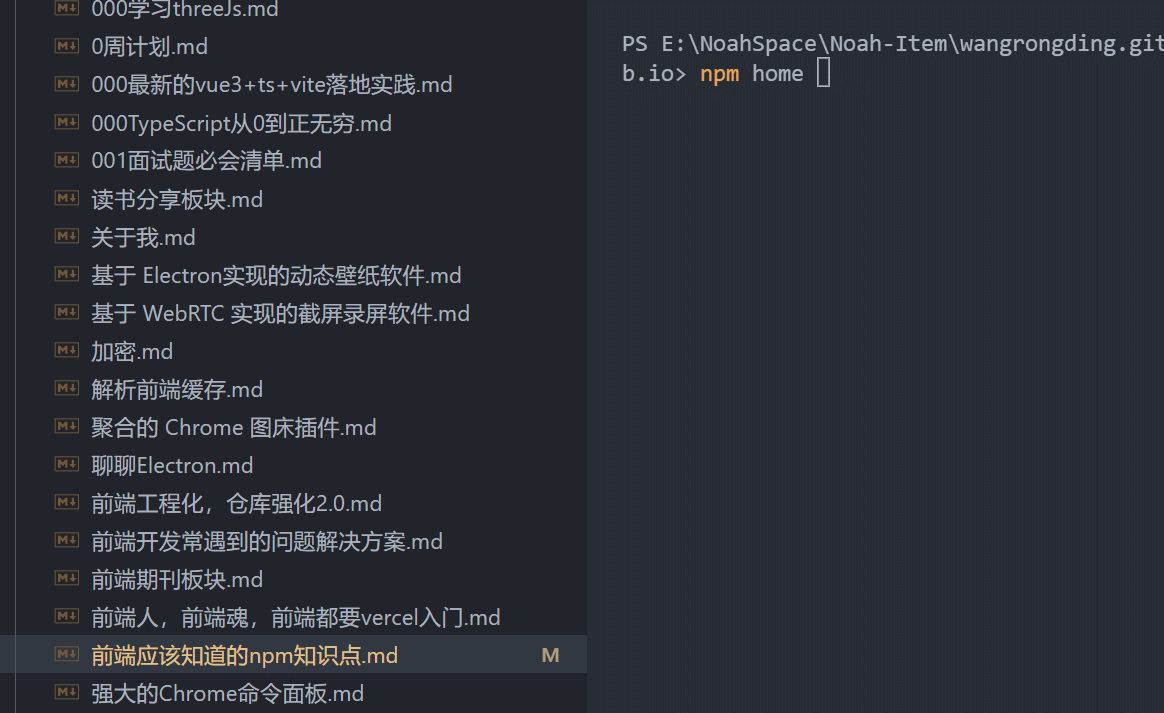 000学习threeJs.md
0周计划.md
000最新的vue3+ts+vite落地实践.md
000TypeScript从0到正无穷.md
001面试题必会清单.md
读书分享板块.md
关于我.md
基于 Electron实现的动态壁纸软件.md
基于 WebRTC 实现的截屏录屏软件.md
加密.md
解析前端缓存.md
聚合的 Chrome 图床插件.md
聊聊Electron.md
前端工程化，仓库强化2.0.md
前端开发常遇到的问题解决方案.md
前端期刊板块.md
前端人，前端魂，前端都要vercel入门.md
前端应该知道的npm知识点.md M
强大的Chrome命令面板.md
PS E:\NoahSpace\Noah-Item\wangrongding.git
b.io> npm home